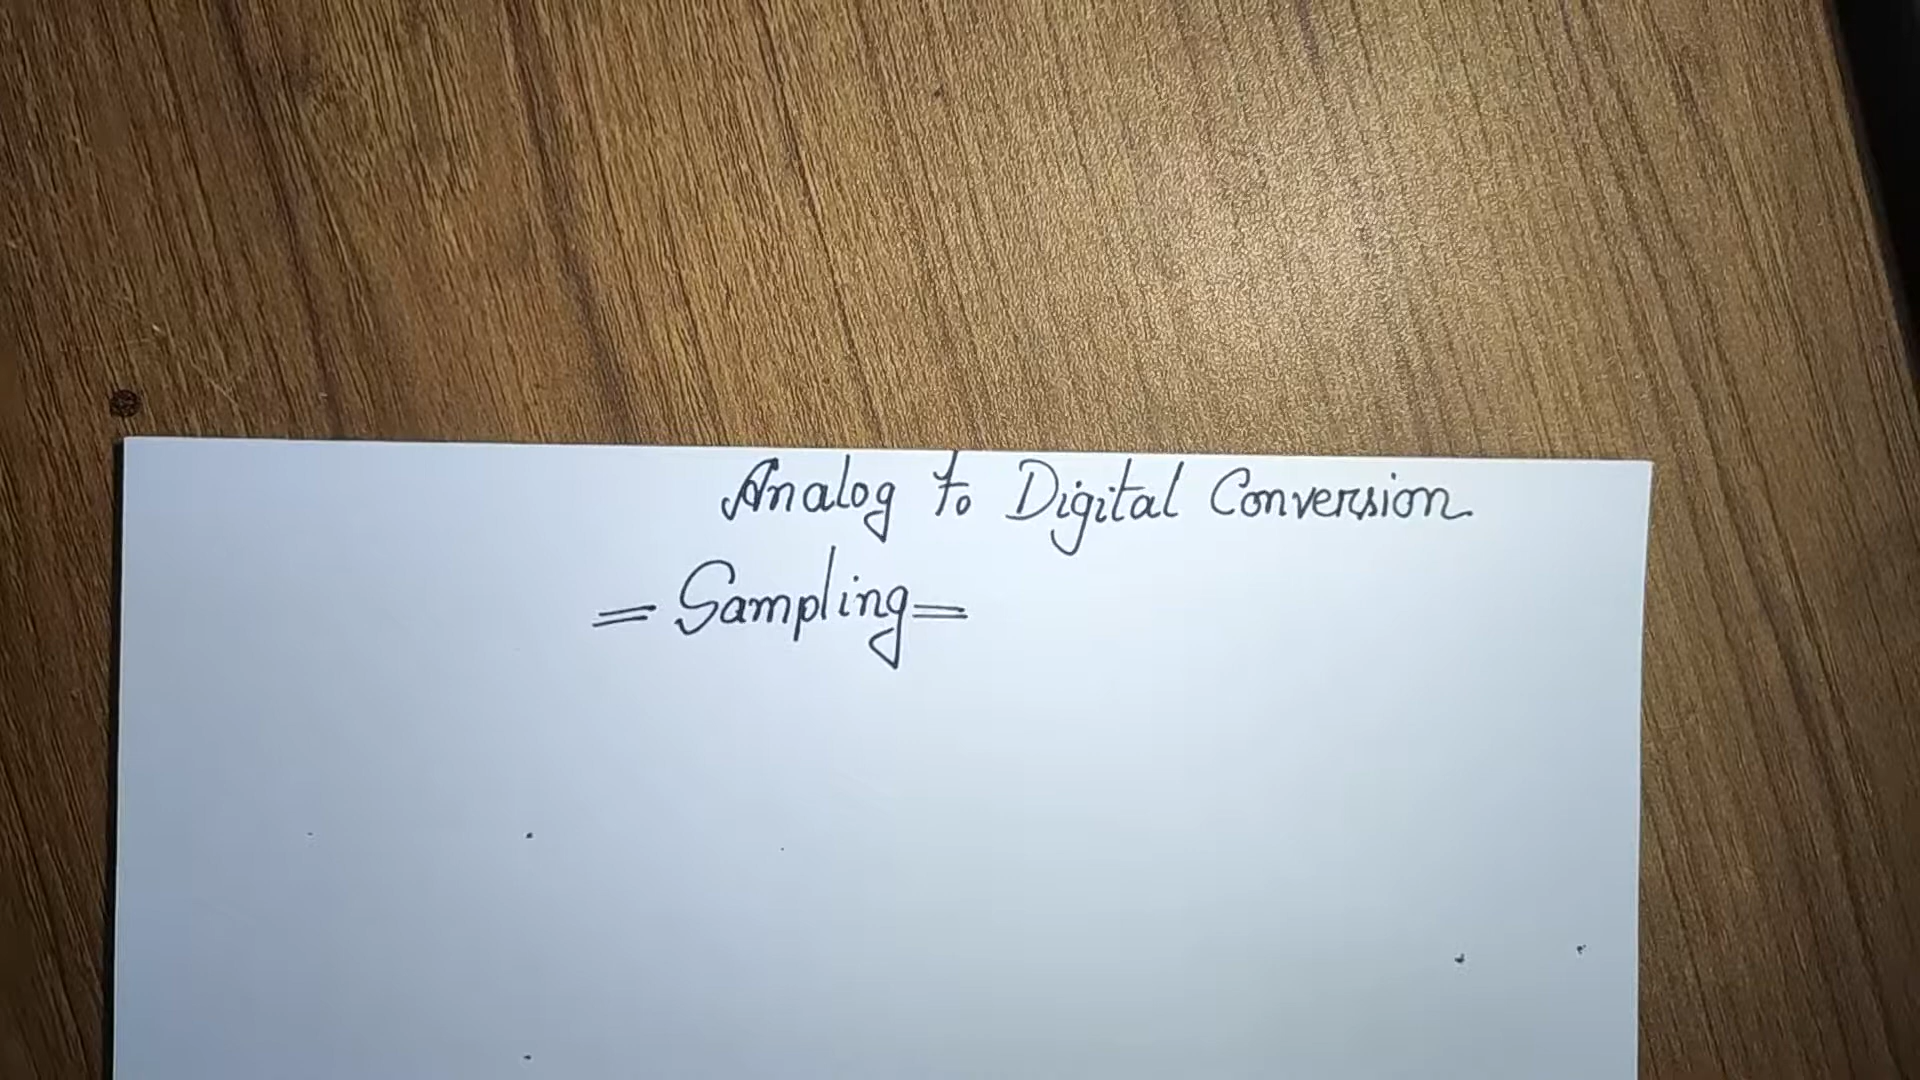 Analog to Digital Conversion
= Sampling =